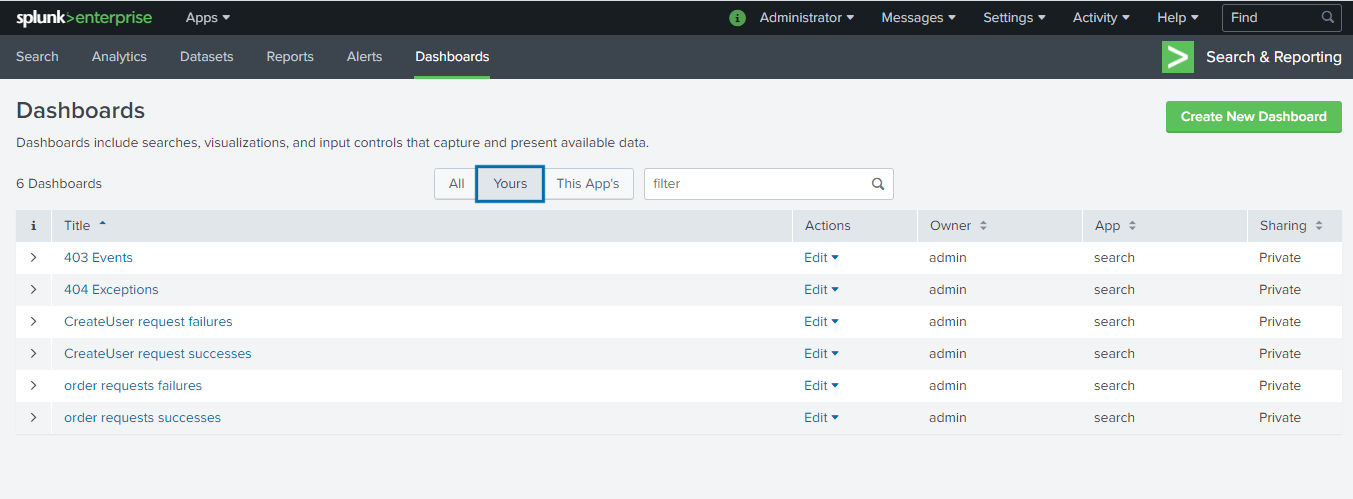 splunk>enterprise Apps Administrator Messages Settings Activity Help Find
Search Analytics Datasets Reports Alerts Dashboards Search & Reporting
Dashboards
Create New Dashboard
Dashboards include searches, visualizations, and input controls that capture and present available data.
6 Dashboards All Yours This App's filter
i Title Actions Owner App Sharing
403 Events Edit admin search Private
404 Exceptions Edit admin search Private
CreateUser request failures Edit admin search Private
CreateUser request successes Edit admin search Private
order requests failures Edit admin search Private
order requests successes Edit admin search Private